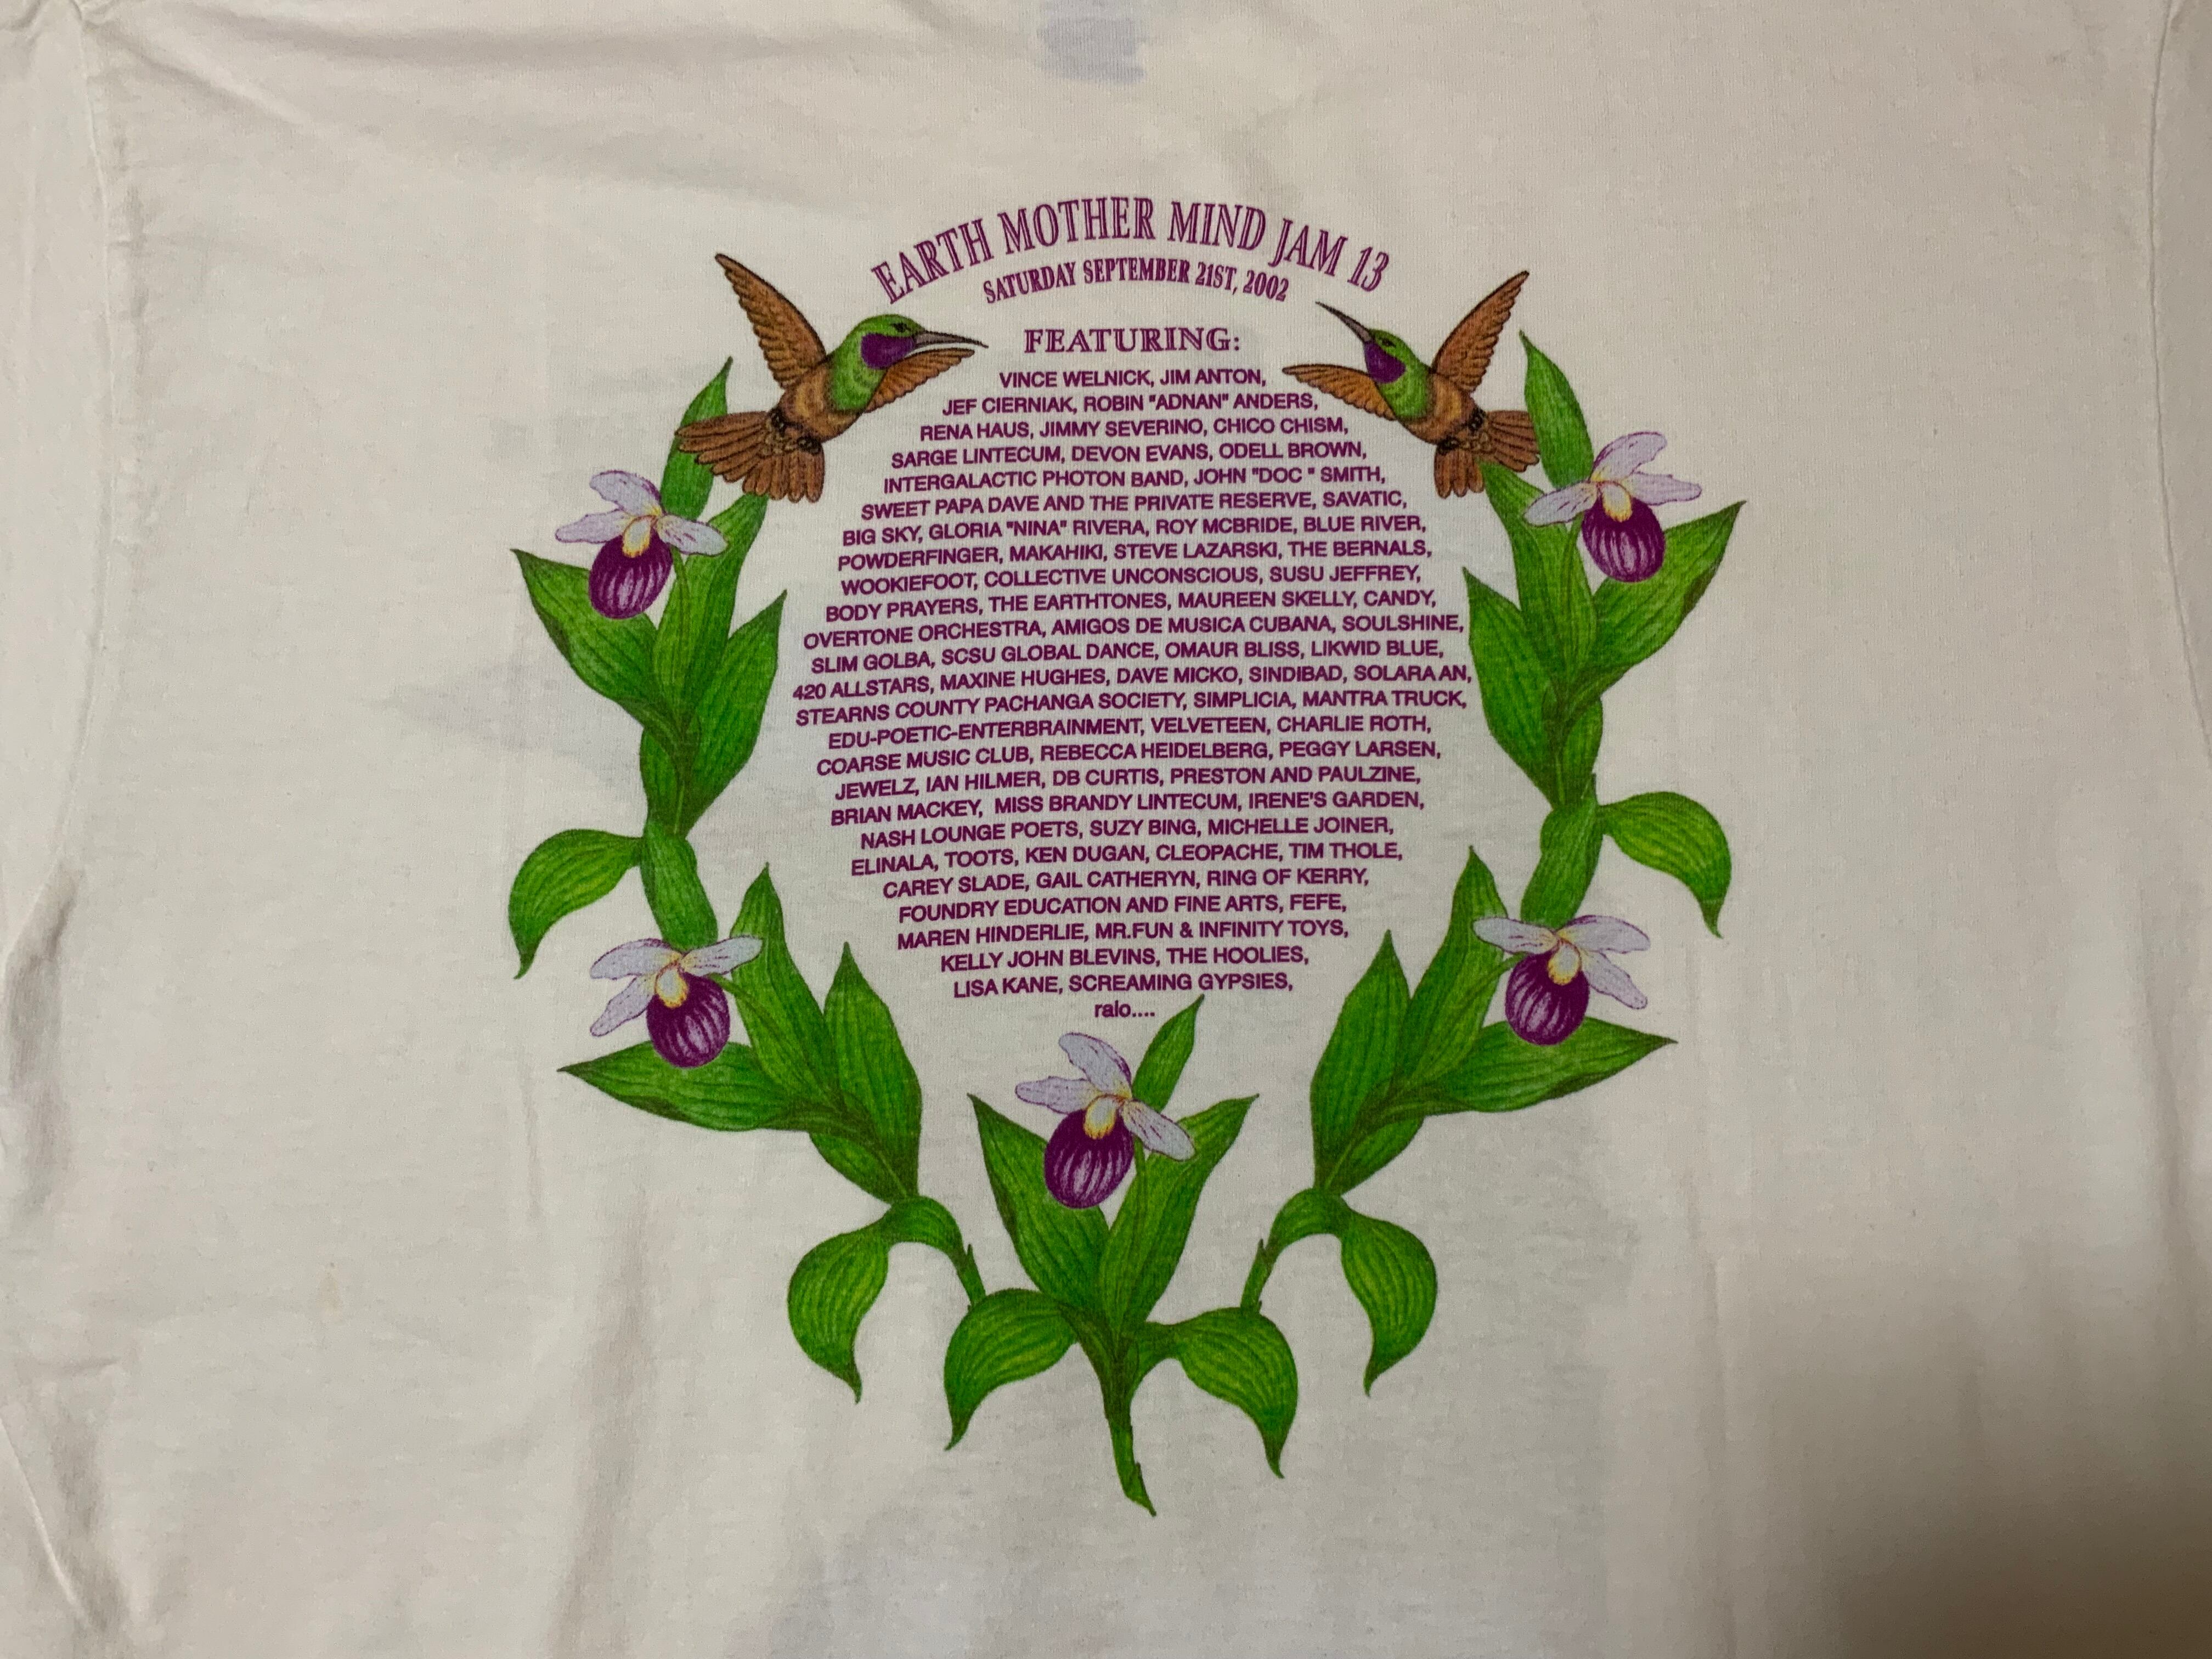 EARTH MOTHER MIND JAM 13
SATURDAY SEPTEMBER 21ST, 2002
FEATURING:
VINCE WELNICK, JIM ANTON,
JEF CIERNIAK, ROBIN "ADNAN" ANDERS,
RENA HAUS, JIMMY SEVERINO, CHICO CHISM,
SARGE LINTECUM, DEVON EVANS, ODELL BROWN,
INTERGALACTIC PHOTON BAND, JOHN "DOC " SMITH,
SWEET PAPA DAVE AND THE PRIVATE RESERVE, SAVATIC,
BIG SKY, GLORIA "NINA" RIVERA, ROY MCBRIDE, BLUE RIVER,
POWDERFINGER, MAKAHIKI, STEVE LAZARSKI, THE BERNALS,
WOOKIEFOOT, COLLECTIVE UNCONSCIOUS, SUSU JEFFREY,
BODY PRAYERS, THE EARTHTONES, MAUREEN SKELLY, CANDY,
OVERTONE ORCHESTRA, AMIGOS DE MUSICA CUBANA, SOULSHINE,
SLIM GOLBA, SCSU GLOBAL DANCE, OMAUR BLISS, LIKWID BLUE,
420 ALLSTARS, MAXINE HUGHES, DAVE MICKO, SINDIBAD, SOLARA AN,
STEARNS COUNTY PACHANGA SOCIETY, SIMPLICIA, MANTRA TRUCK,
EDU-POETIC-ENTERBRAINMENT, VELVETEEN, CHARLIE ROTH,
COARSE MUSIC CLUB, REBECCA HEIDELBERG, PEGGY LARSEN,
JEWELZ, IAN HILMER, DB CURTIS, PRESTON AND PAULZINE,
BRIAN MACKEY, MISS BRANDY LINTECUM, IRENE'S GARDEN,
NASH LOUNGE POETS, SUZY BING, MICHELLE JOINER,
ELINALA, TOOTS, KEN DUGAN, CLEOPACHE, TIM THOLE,
CAREY SLADE, GAIL CATHERYN, RING OF KERRY,
FOUNDRY EDUCATION AND FINE ARTS, FEFE,
MAREN HINDERLIE, MR.FUN & INFINITY TOYS,
KELLY JOHN BLEVINS, THE HOOLIES,
LISA KANE, SCREAMING GYPSIES,
raio....